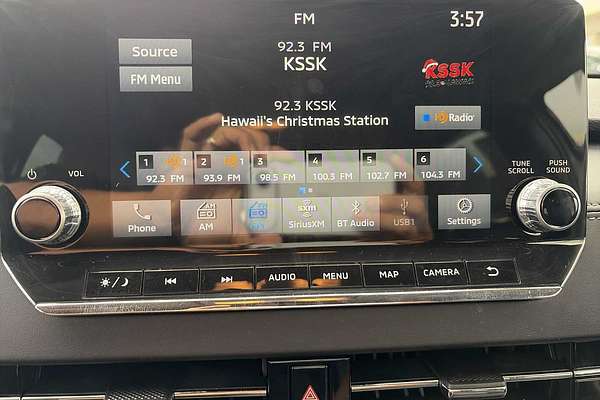 FM
3:57
Source
92.3 FM
KSSK
FM Menu
KSSK
92.3 KSSK
Hawaii's Christmas Station
HD Radio
1 2 3 4 5 6
92.3 FM 93.9 FM 98.5 FM 100.3 FM 102.7 FM 104.3 FM
VOL
TUNE SCROLL
PUSH SOUND
Phone
AM
FM
SXM
SiriusXM
BT Audio
USB1
Settings
AUDIO
MENU
MAP
CAMERA